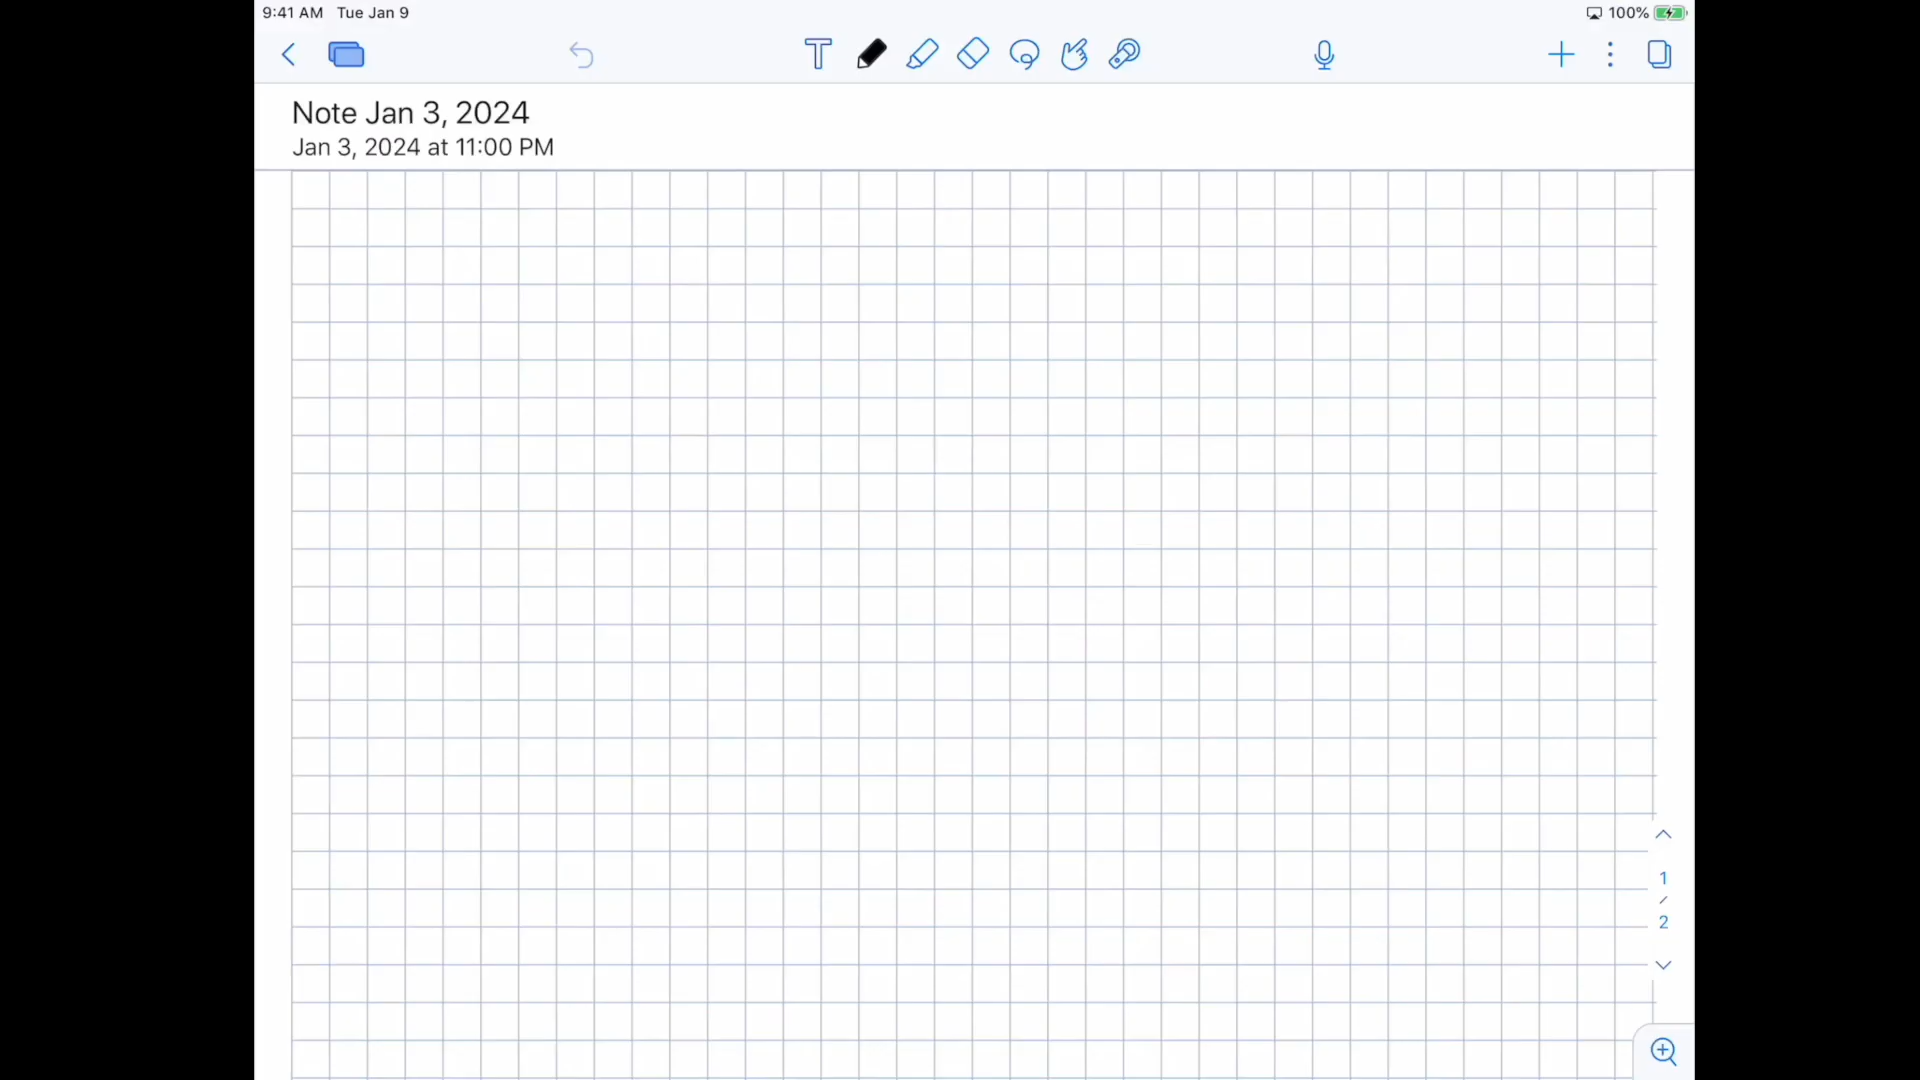 9:41 AM Tue Jan 9
100%
Note Jan 3, 2024
Jan 3, 2024 at 11:00 PM
1
/
2